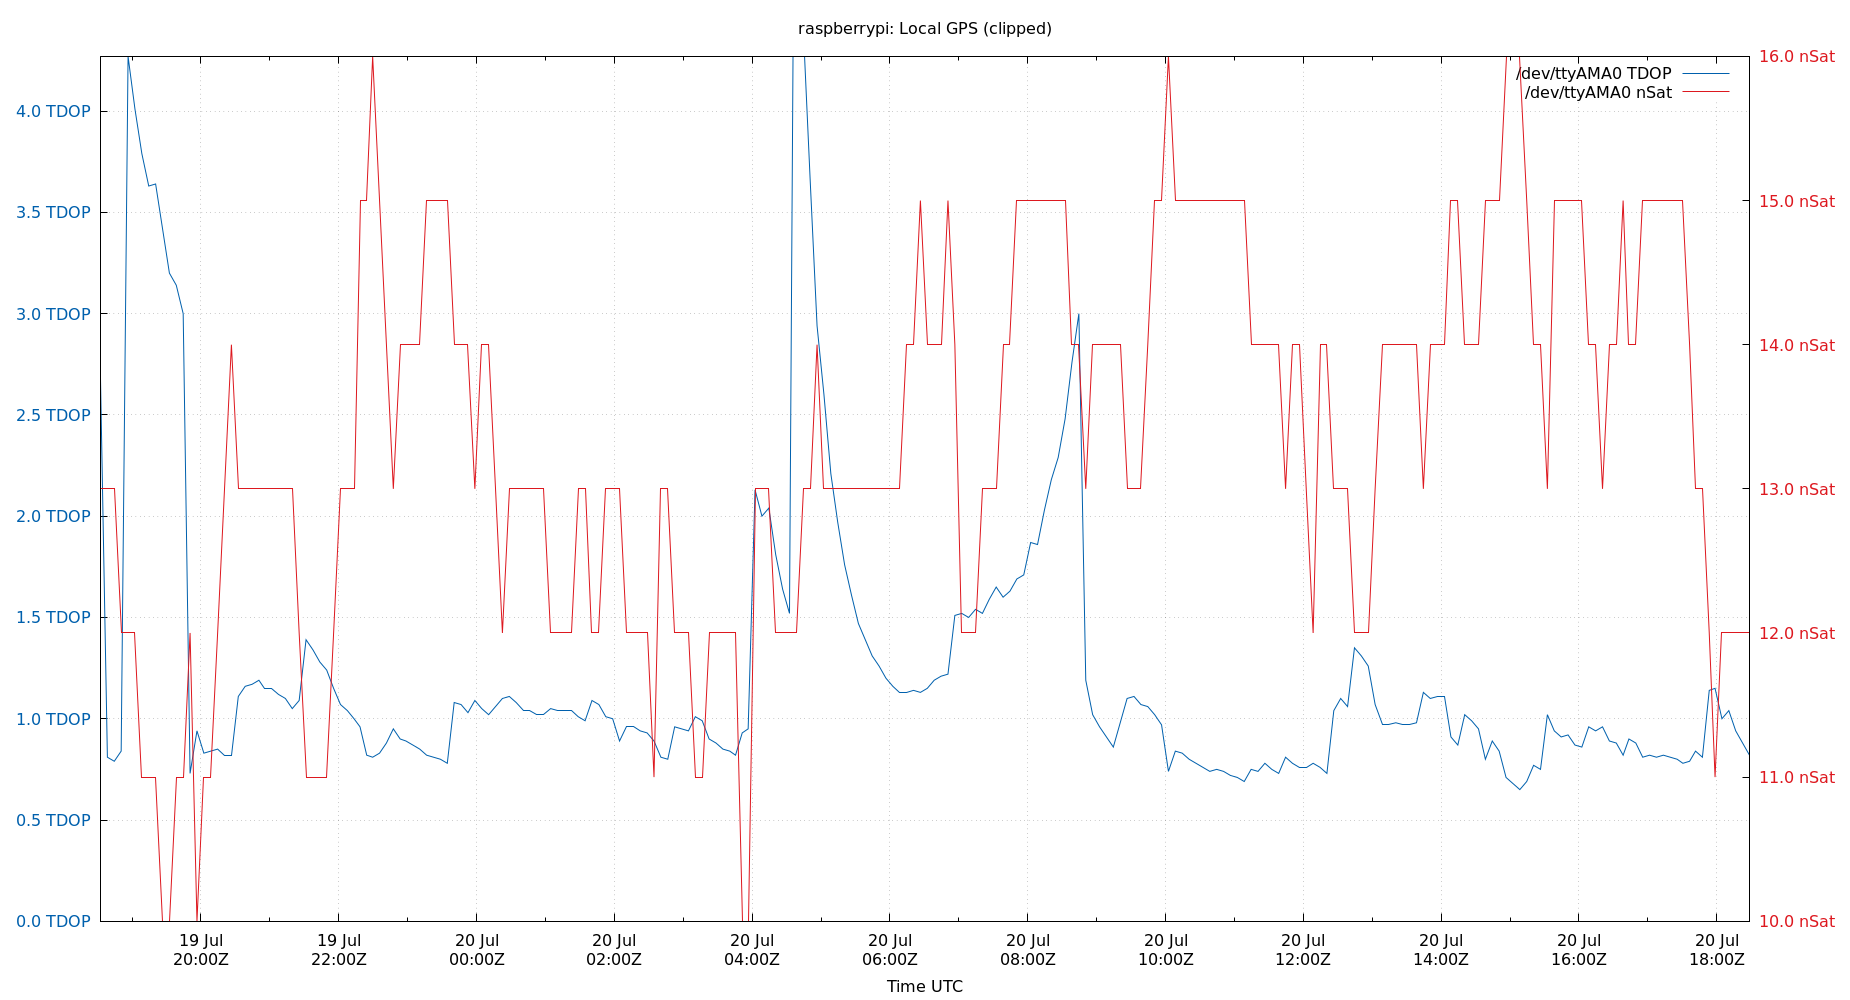 raspberrypi: Local GPS (clipped)
/dev/ttyAMA0 TDOP
/dev/ttyAMA0 nSat
4.0 TDOP
3.5 TDOP
3.0 TDOP
2.5 TDOP
2.0 TDOP
1.5 TDOP
1.0 TDOP
0.5 TDOP
0.0 TDOP
16.0 nSat
15.0 nSat
14.0 nSat
13.0 nSat
12.0 nSat
11.0 nSat
10.0 nSat
19 Jul
20:00Z
19 Jul
22:00Z
20 Jul
00:00Z
20 Jul
02:00Z
20 Jul
04:00Z
20 Jul
06:00Z
20 Jul
08:00Z
20 Jul
10:00Z
20 Jul
12:00Z
20 Jul
14:00Z
20 Jul
16:00Z
20 Jul
18:00Z
Time UTC